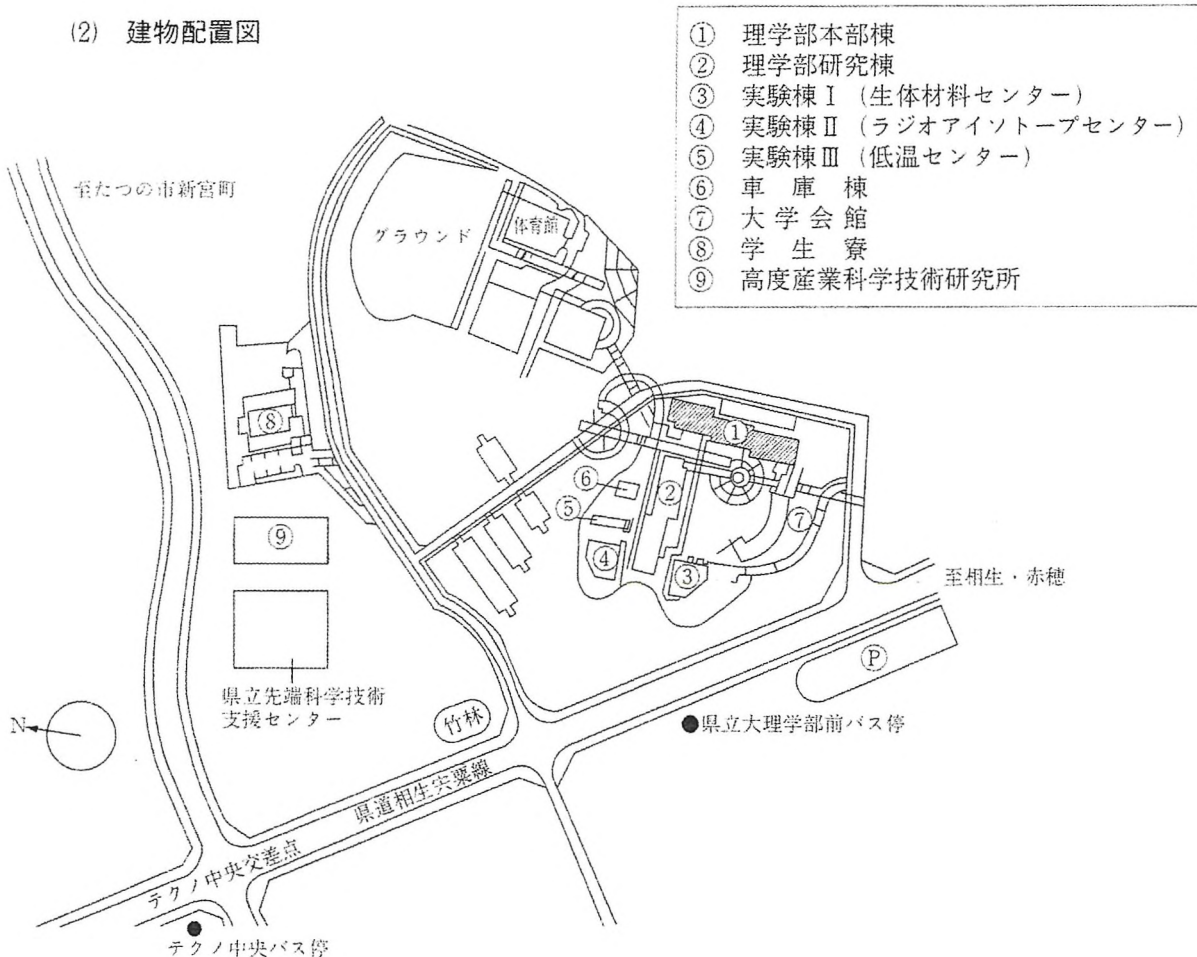 (2) 建物配置図
① 理学部本部棟
② 理学部研究棟
③ 実験棟Ⅰ (生体材料センター)
④ 実験棟Ⅱ (ラジオアイソトープセンター)
⑤ 実験棟Ⅲ (低温センター)
⑥ 車庫棟
⑦ 大学会館
⑧ 学生寮
⑨ 高度産業科学技術研究所
至たつの市新宮町
グラウンド
体育館
①
⑧
⑥
②
⑤
⑦
⑨
④
③
至相生・赤穂
Ⓟ
県立先端科学技術
支援センター
竹林
N
県立大理学部前バス停
県道相生宍粟線
テクノ中央交差点
テクノ中央バス停